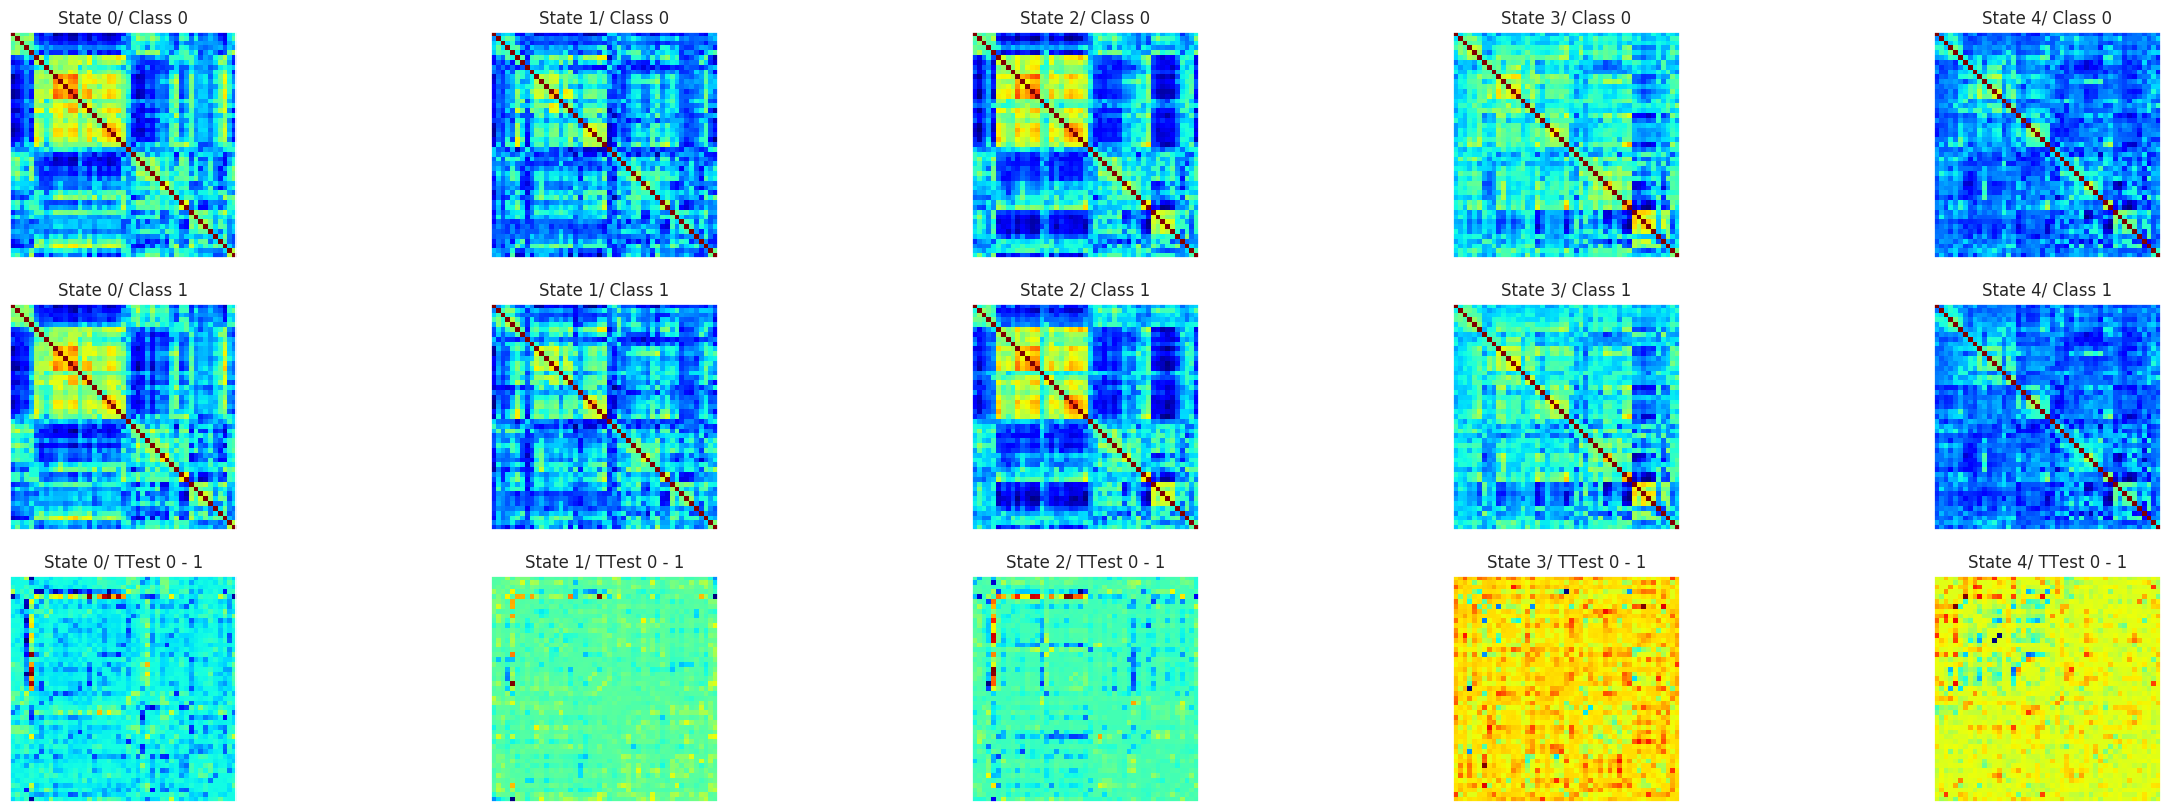 State 0/ Class 0
State 1/ Class 0
State 2/ Class 0
State 3/ Class 0
State 4/ Class 0
State 0/ Class 1
State 1/ Class 1
State 2/ Class 1
State 3/ Class 1
State 4/ Class 1
State 0/ TTest 0 - 1
State 1/ TTest 0 - 1
State 2/ TTest 0 - 1
State 3/ TTest 0 - 1
State 4/ TTest 0 - 1